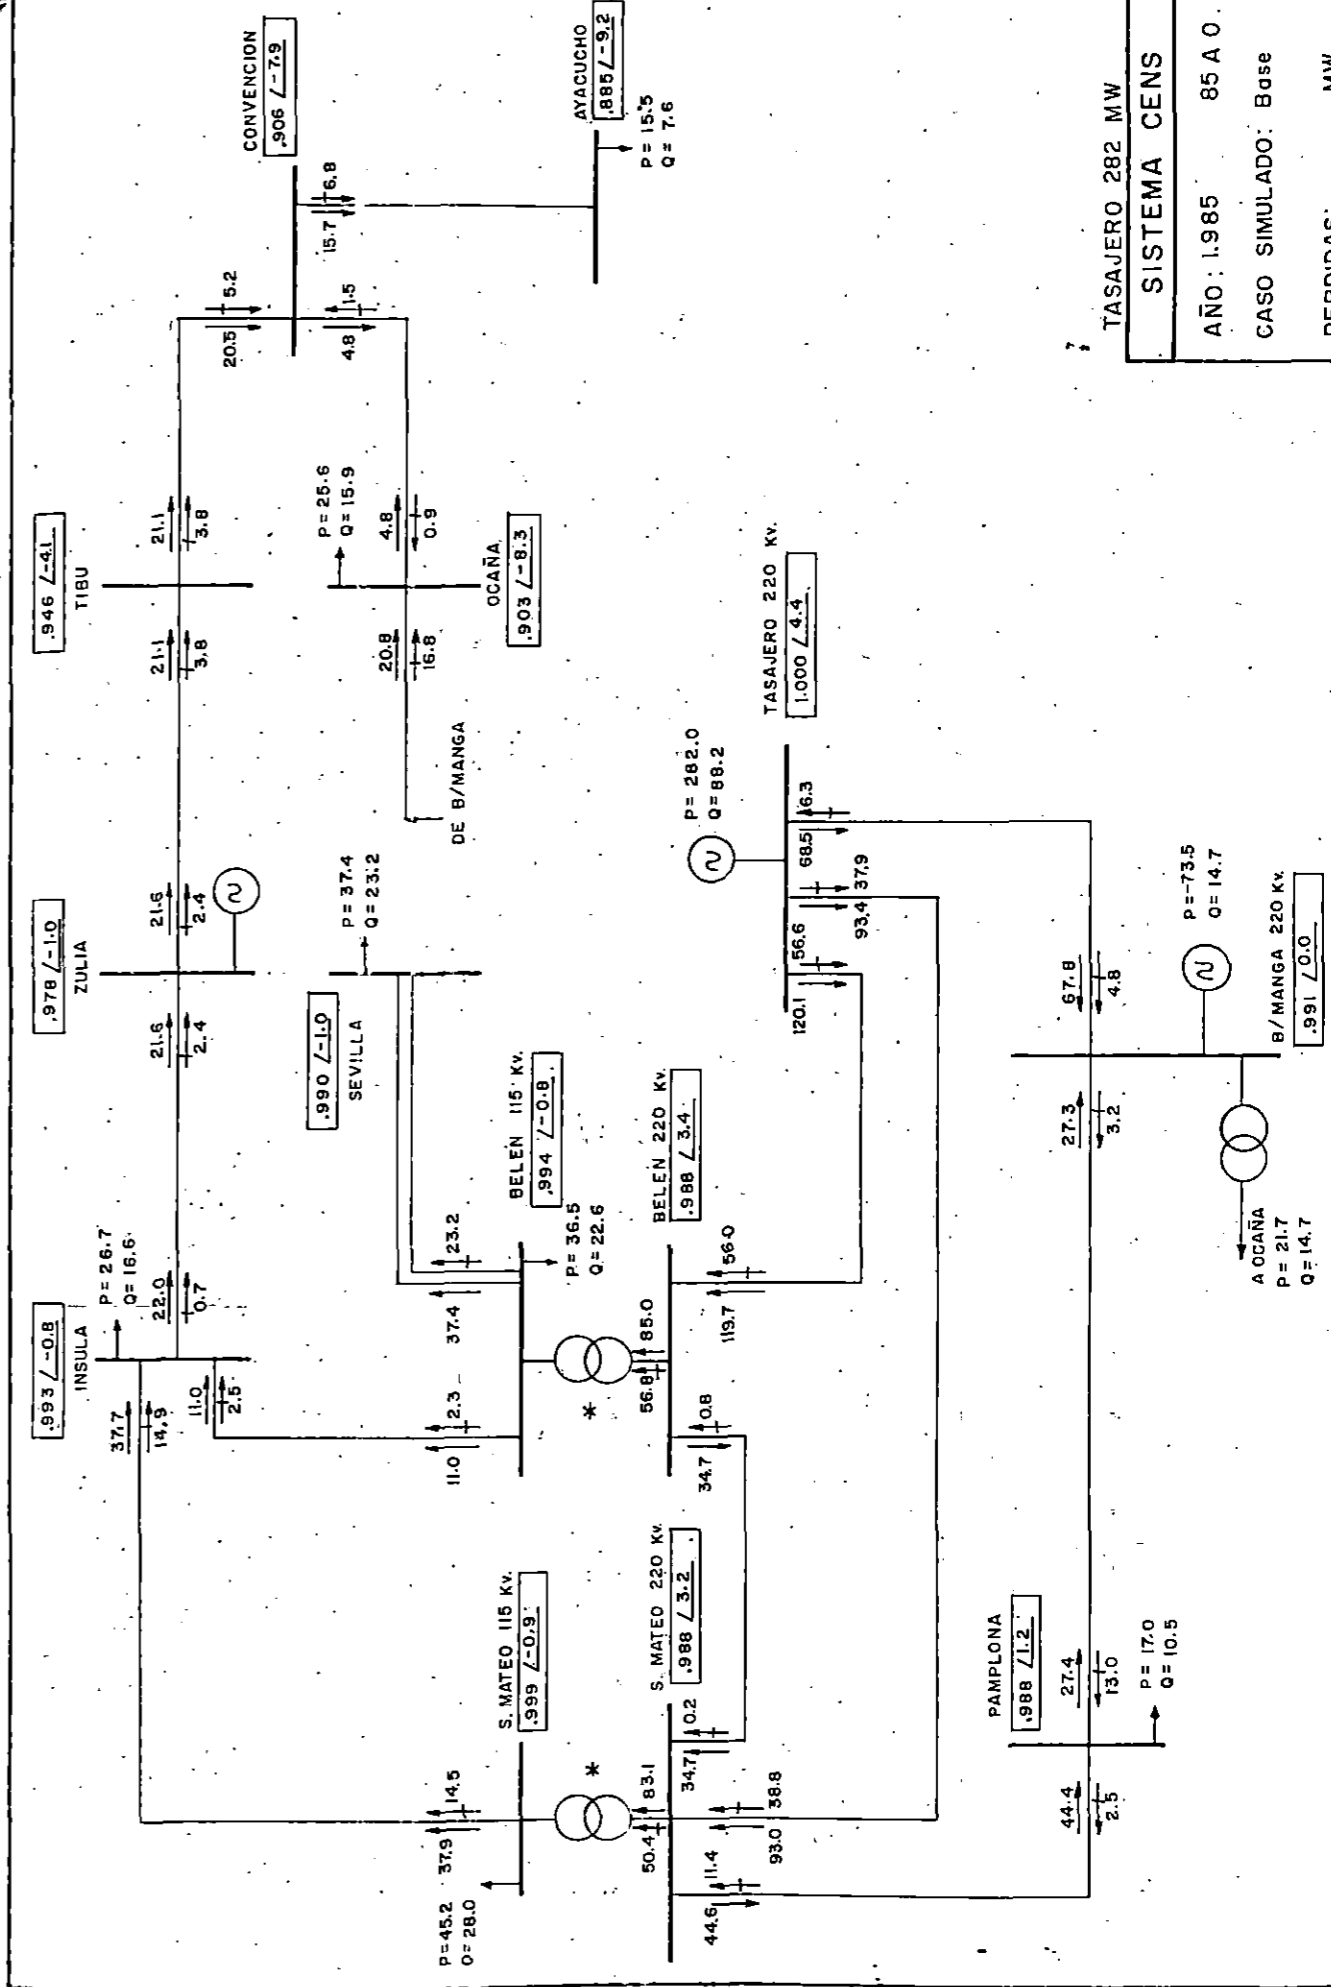 CONVENCION
.906 /-7.9
AYACUCHO
.885/-9.2
P = 15.5
Q = 7.6
15.7
6.8
20.5
5.2
4.8
1.5
.946 /-4.1
TIBU
21.1
3.8
21.1
3.8
P = 25.6
Q = 15.9
4.8
0.9
OCAÑA
.903 /-8.3
20.8
16.8
DE B/MANGA
.978 /-1.0
ZULIA
21.6
2.4
21.6
2.4
P = 37.4
Q = 23.2
.990 /-1.0
SEVILLA
.993 /-0.8
INSULA
P = 26.7
Q = 16.6
22.0
0.7
37.7
14.9
11.0
2.5
BELEN 115 Kv.
.994 /-0.8
P = 36.5
Q = 22.6
37.4
23.2
11.0
2.3
*
BELEN 220 Kv.
.988 / 3.4
56.8
85.0
119.7
56.0
34.7
0.8
S. MATEO 115 Kv.
.999 /-0.9
P = 45.2
Q = 28.0
37.9
14.5
*
S. MATEO 220 Kv.
.988 / 3.2
50.4
83.1
34.7
0.2
93.0
38.8
44.6
11.4
TASAJERO 220 Kv.
1.000 / 4.4
P = 282.0
Q = 88.2
120.1
56.6
93.4
37.9
68.5
6.3
PAMPLONA
.988 /1.2
P = 17.0
Q = 10.5
44.4
2.5
27.4
13.0
27.3
3.2
67.8
4.8
B/MANGA 220 Kv.
.991 /0.0
P = -73.5
Q = 14.7
A OCAÑA
P = 21.7
Q = 14.7
TASAJERO 282 MW
SISTEMA CENS
AÑO : 1.985 85 A 0.
CASO SIMULADO: Base
PERDIDAS: MW